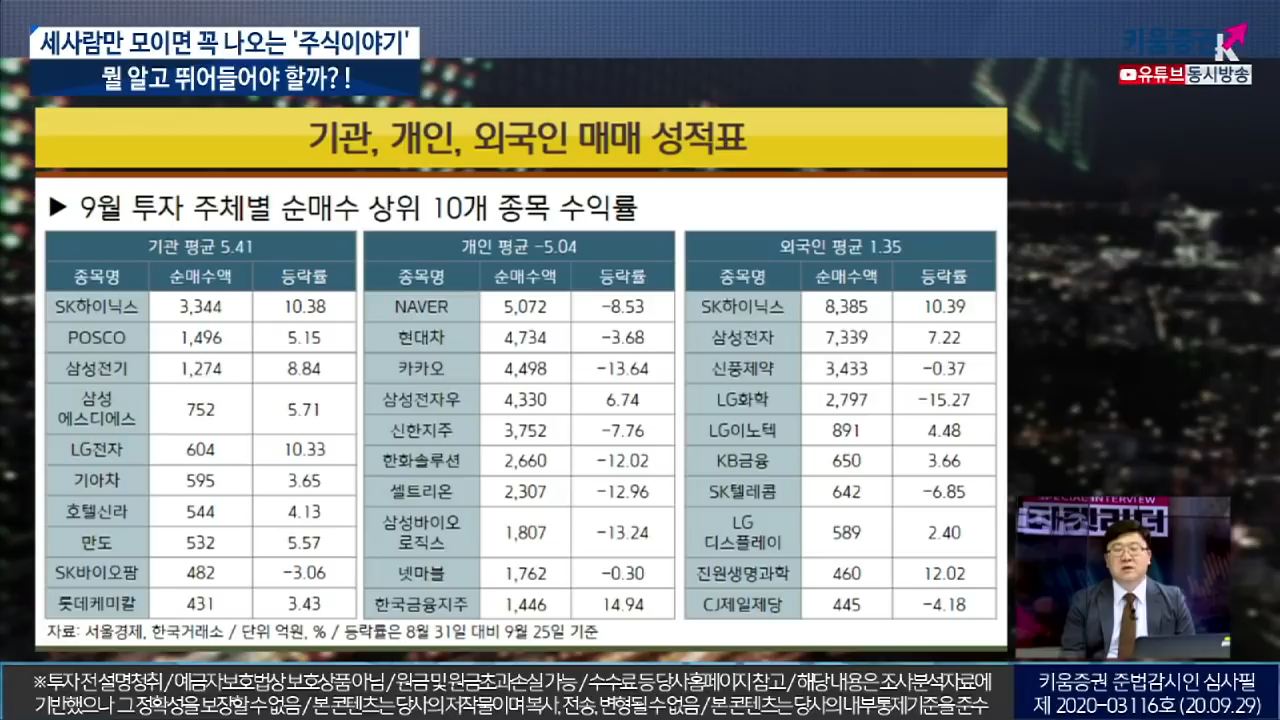 세사람만 모이면 꼭 나오는 '주식이야기'
뭘 알고 뛰어들어야 할까?!
키움증권
유튜브동시방송
기관, 개인, 외국인 매매 성적표
▶ 9월 투자 주체별 순매수 상위 10개 종목 수익률
기관 평균 5.41
종목명 순매수액 등락률
SK하이닉스 3,344 10.38
POSCO 1,496 5.15
삼성전기 1,274 8.84
삼성
에스디에스 752 5.71
LG전자 604 10.33
기아차 595 3.65
호텔신라 544 4.13
만도 532 5.57
SK바이오팜 482 -3.06
롯데케미칼 431 3.43
개인 평균 -5.04
종목명 순매수액 등락률
NAVER 5,072 -8.53
현대차 4,734 -3.68
카카오 4,498 -13.64
삼성전자우 4,330 6.74
신한지주 3,752 -7.76
한화솔루션 2,660 -12.02
셀트리온 2,307 -12.96
삼성바이오
로직스 1,807 -13.24
넷마블 1,762 -0.30
한국금융지주 1,446 14.94
외국인 평균 1.35
종목명 순매수액 등락률
SK하이닉스 8,385 10.39
삼성전자 7,339 7.22
신풍제약 3,433 -0.37
LG화학 2,797 -15.27
LG이노텍 891 4.48
KB금융 650 3.66
SK텔레콤 642 -6.85
LG
디스플레이 589 2.40
진원생명과학 460 12.02
CJ제일제당 445 -4.18
자료: 서울경제, 한국거래소 / 단위 억원, % / 등락률은 8월 31일 대비 9월 25일 기준
SPECIAL INTERVIEW
※ 투자 전 설명청취 / 예금자보호법상 보호상품 아님 / 원금 및 원금초과손실 가능 / 수수료 등 당사홈페이지 참고 / 해당 내용은 조사분석자료에
기반했으나 그 정확성을 보장할 수 없음 / 본 콘텐츠는 당사의 저작물이며 복사, 전송, 변형될 수 없음 / 본 콘텐츠는 당사의 내부통제기준을 준수
키움증권 준법감시인 심사필
제 2020-03116호 (20.09.29)